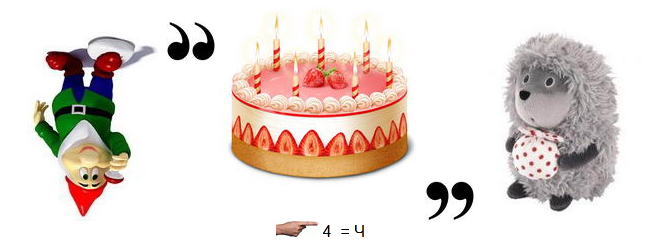 “
”
4 = Ч